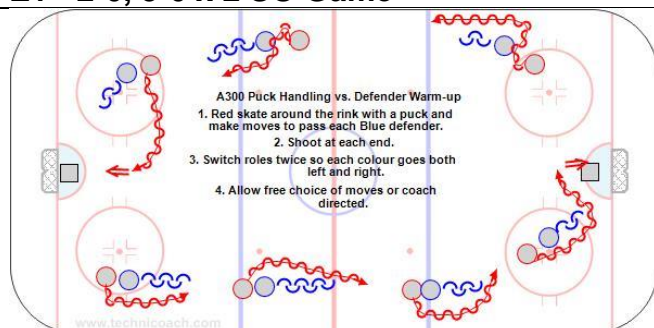 A300 Puck Handling vs. Defender Warm-up
1. Red skate around the rink with a puck and
make moves to pass each Blue defender.
2. Shoot at each end.
3. Switch roles twice so each colour goes both
left and right.
4. Allow free choice of moves or coach
directed.
www.technicoach.com